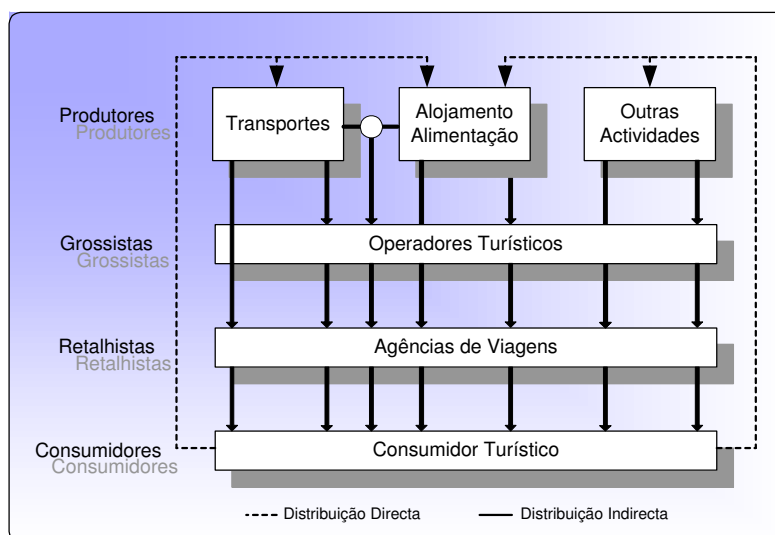 Produtores
Produtores
Transportes
Alojamento
Alimentação
Outras
Actividades
Grossistas
Grossistas
Operadores Turísticos
Retalhistas
Retalhistas
Agências de Viagens
Consumidores
Consumidores
Consumidor Turístico
Distribuição Directa
Distribuição Indirecta